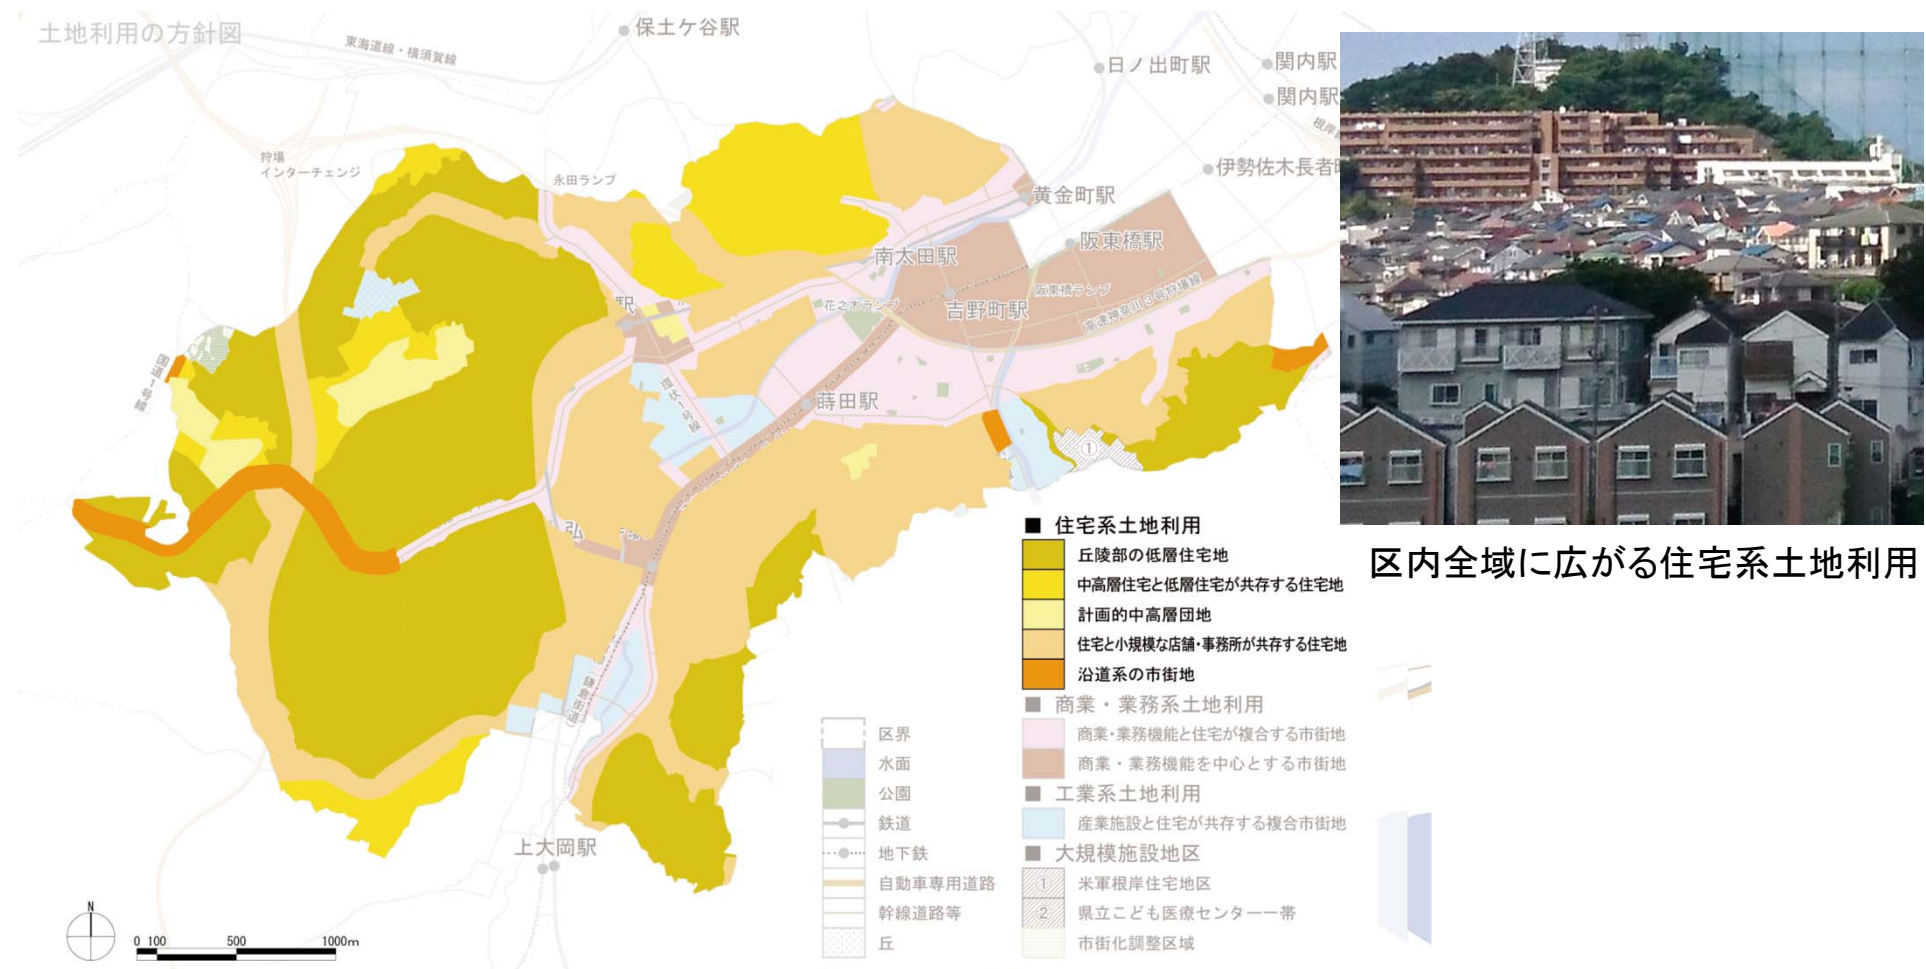 土地利用の方針図
東海道線・横須賀線
保土ケ谷駅
日ノ出町駅
関内駅
関内駅
根岸
伊勢佐木長者町
狩場
インターチェンジ
永田ランプ
黄金町駅
阪東橋駅
南太田駅
阪東橋ランプ
高速神奈川3号狩場線
花之木ランプ
吉野町駅
駅
国道1号線
環状1号線
蒔田駅
①
弘
(鎌倉街道)
上大岡駅
区内全域に広がる住宅系土地利用
■ 住宅系土地利用
丘陵部の低層住宅地
中高層住宅と低層住宅が共存する住宅地
計画的中高層団地
住宅と小規模な店舗・事務所が共存する住宅地
沿道系の市街地
■ 商業・業務系土地利用
商業・業務機能と住宅が複合する市街地
商業・業務機能を中心とする市街地
■ 工業系土地利用
産業施設と住宅が共存する複合市街地
■ 大規模施設地区
① 米軍根岸住宅地区
② 県立こども医療センター一帯
市街化調整区域
区界
水面
公園
鉄道
地下鉄
自動車専用道路
幹線道路等
丘
N
0 100 500 1000m